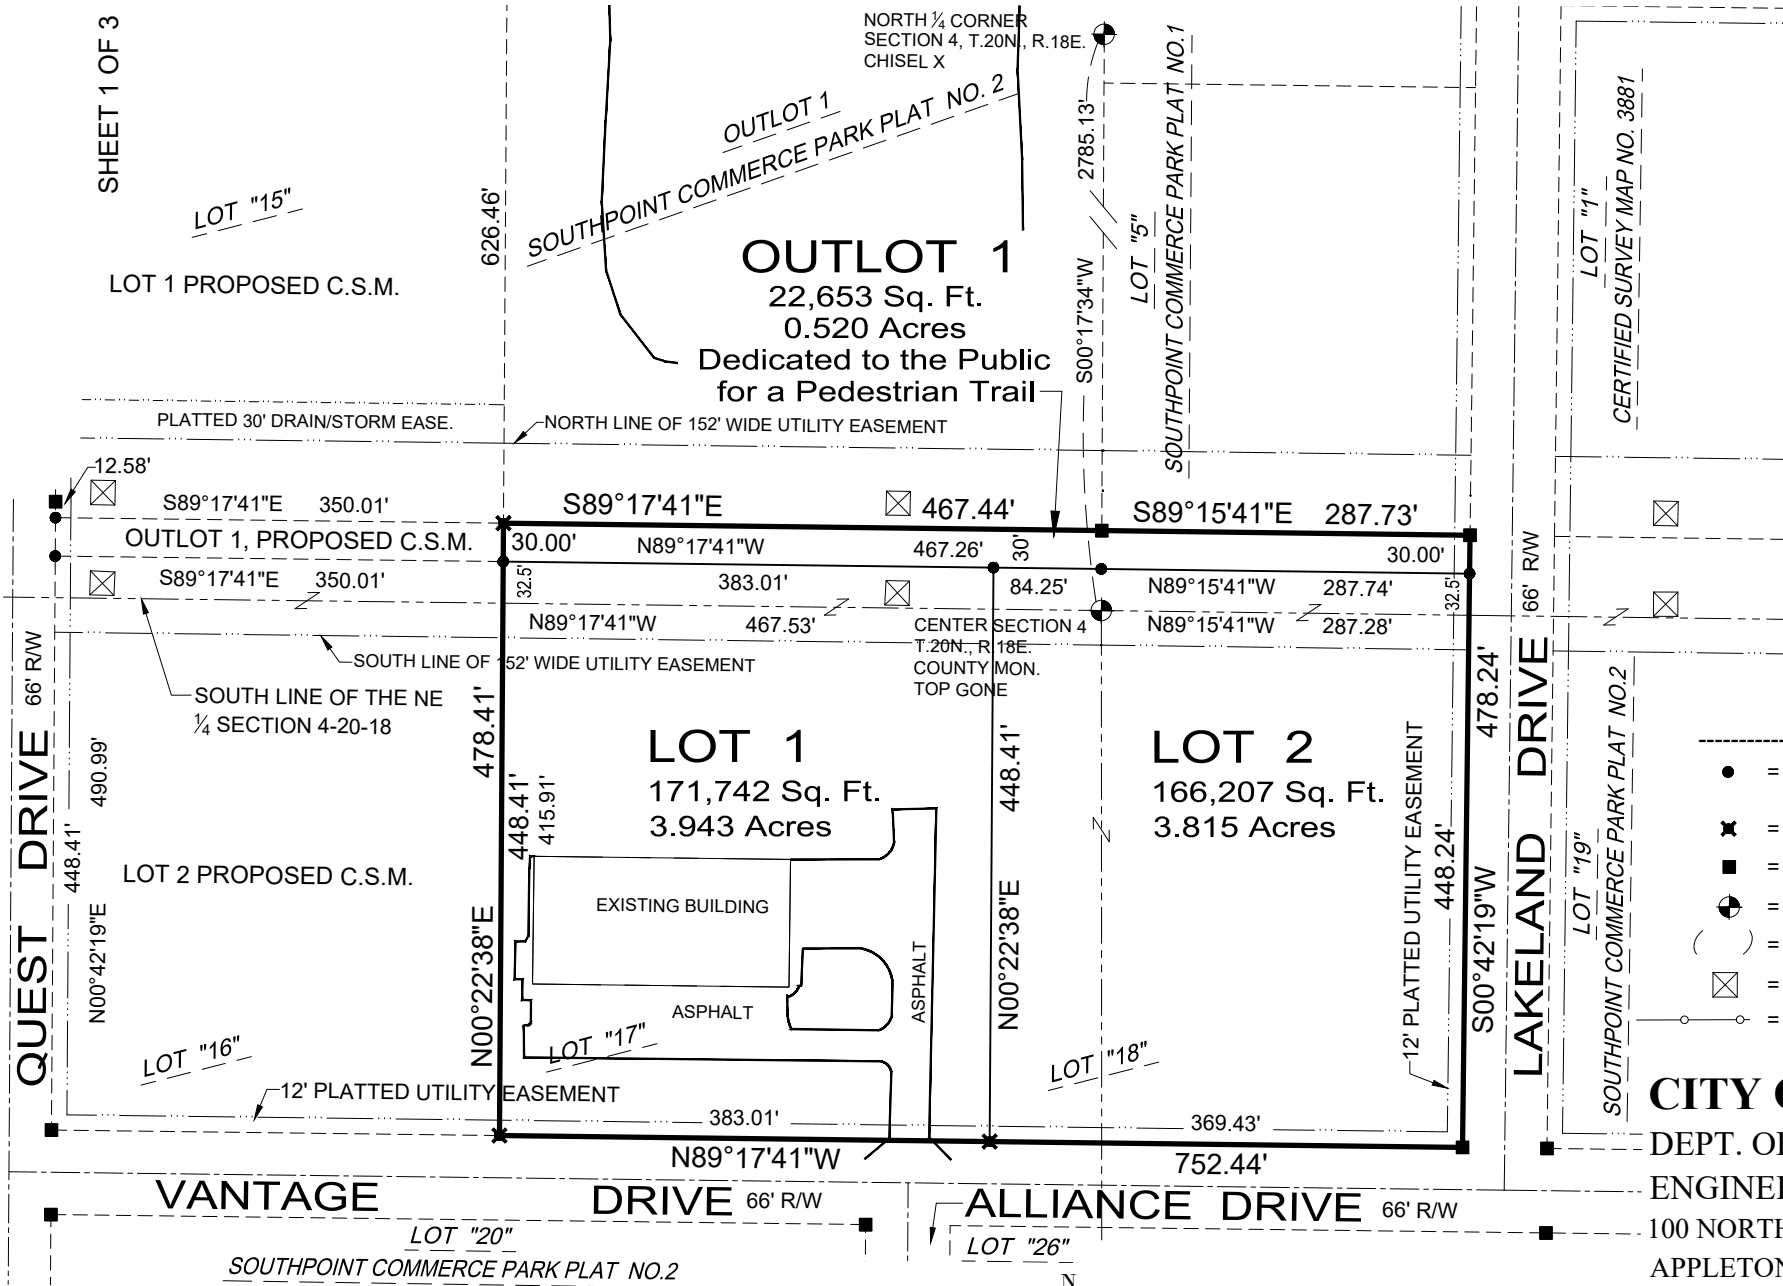 SHEET 1 OF 3
NORTH ¼ CORNER
SECTION 4, T.20N., R.18E.
CHISEL X
OUTLOT 1
SOUTHPOINT COMMERCE PARK PLAT NO. 2
2785.13'
SOUTHPOINT COMMERCE PARK PLAT NO.1
LOT "5"
LOT "1"
CERTIFIED SURVEY MAP NO. 3881
LOT "15"
626.46'
LOT 1 PROPOSED C.S.M.
OUTLOT 1
22,653 Sq. Ft.
0.520 Acres
Dedicated to the Public
for a Pedestrian Trail
S00°17'34"W
PLATTED 30' DRAIN/STORM EASE.
NORTH LINE OF 152' WIDE UTILITY EASEMENT
12.58'
S89°17'41"E 350.01'
S89°17'41"E 467.44'
S89°15'41"E 287.73'
OUTLOT 1, PROPOSED C.S.M.
30.00'
N89°17'41"W 467.26'
30'
30.00'
S89°17'41"E 350.01'
32.5'
383.01'
84.25'
N89°15'41"W 287.74'
32.5'
66' R/W
N89°17'41"W 467.53'
CENTER SECTION 4
T.20N., R.18E.
COUNTY MON.
TOP GONE
N89°15'41"W 287.28'
66' R/W
SOUTH LINE OF 152' WIDE UTILITY EASEMENT
SOUTH LINE OF THE NE
¼ SECTION 4-20-18
QUEST DRIVE
448.41'
490.99'
N00°42'19"E
LOT 2 PROPOSED C.S.M.
LOT "16"
478.41'
N00°22'38"E
448.41'
415.91'
LOT 1
171,742 Sq. Ft.
3.943 Acres
EXISTING BUILDING
ASPHALT
ASPHALT
LOT "17"
448.41'
N00°22'38"E
LOT 2
166,207 Sq. Ft.
3.815 Acres
LOT "18"
12' PLATTED UTILITY EASEMENT
448.24'
478.24'
S00°42'19"W
LAKELAND DRIVE
LOT "19"
SOUTHPOINT COMMERCE PARK PLAT NO.2
=
=
=
=
=
=
=
12' PLATTED UTILITY EASEMENT
383.01'
369.43'
N89°17'41"W 752.44'
VANTAGE DRIVE 66' R/W
ALLIANCE DRIVE 66' R/W
LOT "20"
SOUTHPOINT COMMERCE PARK PLAT NO.2
LOT "26"
N
CITY
DEPT. OF
100 NORTH
APPLETON